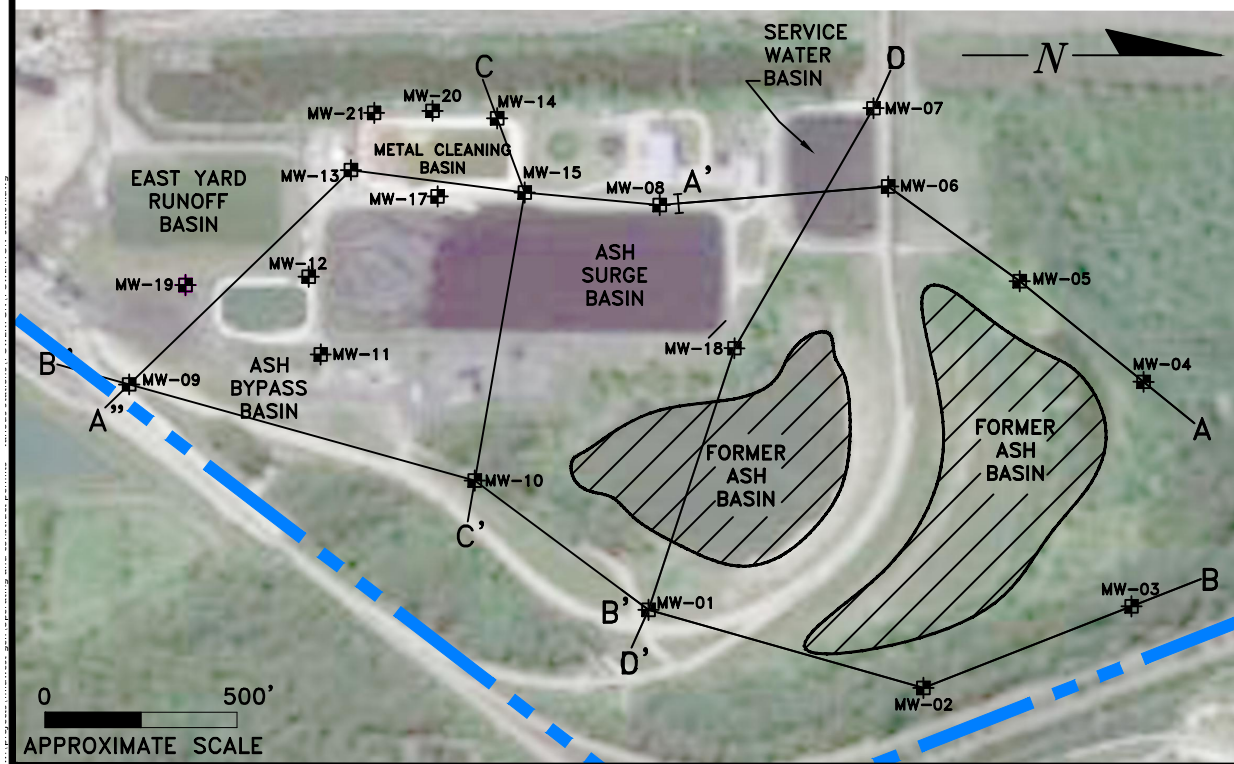 SERVICE
WATER
BASIN
N
C
D
MW-21
MW-20
MW-14
MW-07
METAL CLEANING
BASIN
MW-13
MW-15
EAST YARD
RUNOFF
BASIN
MW-17
MW-08
A'
MW-06
MW-19
MW-12
ASH
SURGE
BASIN
MW-05
MW-11
MW-18
MW-04
B"
MW-09
A"
ASH
BYPASS
BASIN
A
FORMER
ASH
BASIN
FORMER
ASH
BASIN
MW-10
C'
B'
MW-01
D'
MW-03
B
MW-02
0 500'
APPROXIMATE SCALE